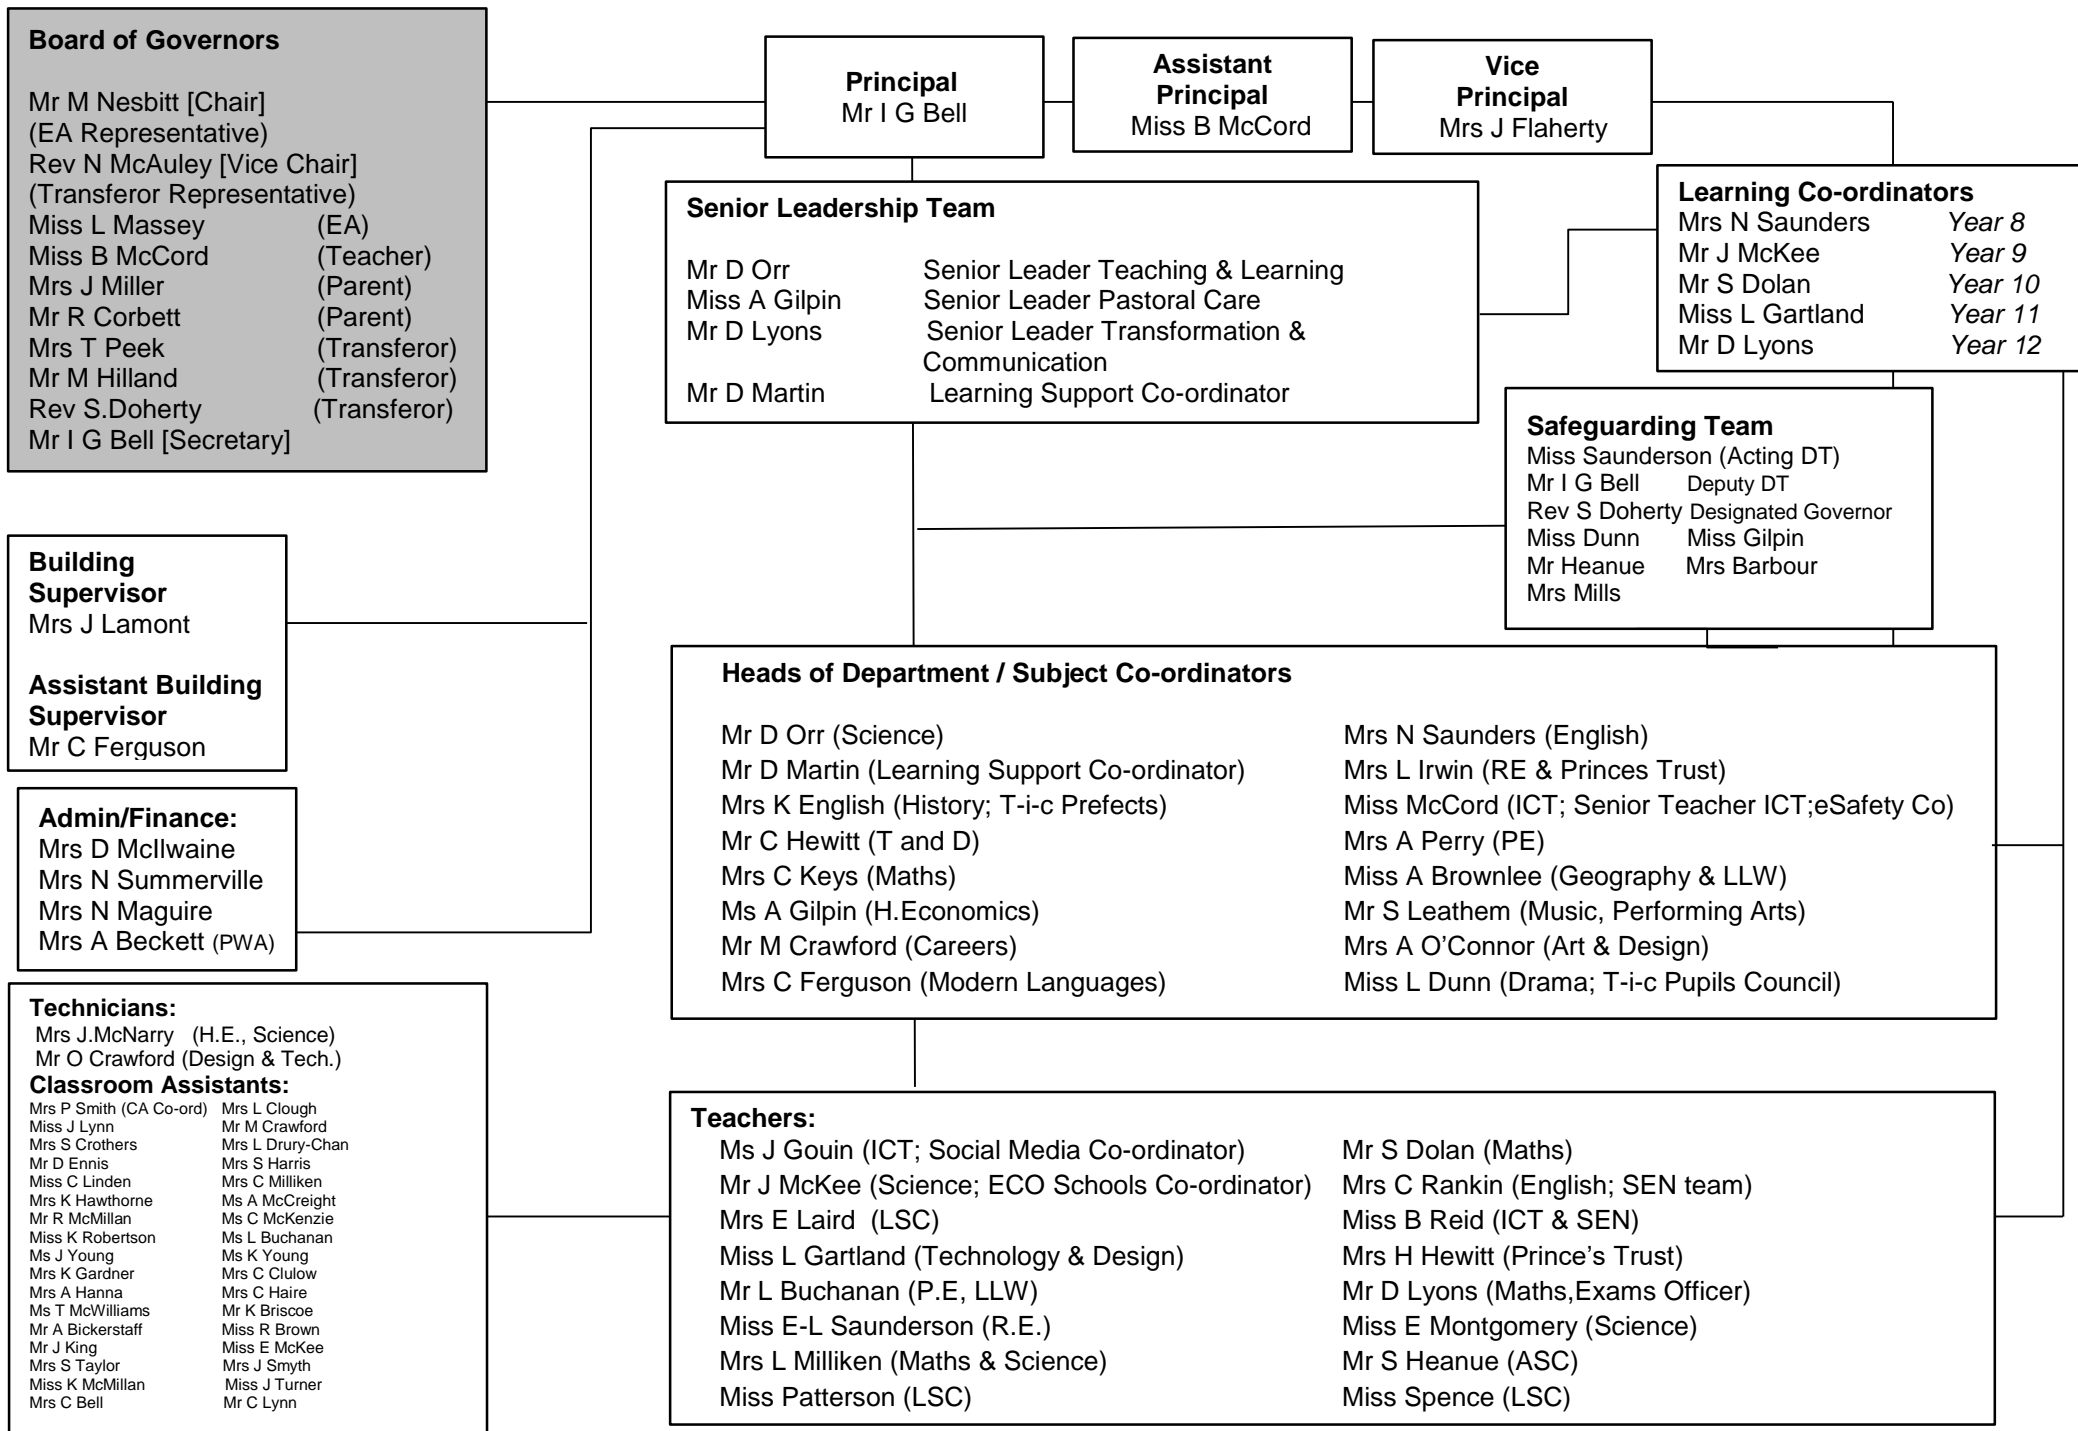 Board of Governors
Mr M Nesbitt [Chair]
(EA Representative)
Rev N McAuley [Vice Chair]
(Transferor Representative)
Miss L Massey (EA)
Miss B McCord (Teacher)
Mrs J Miller (Parent)
Mr R Corbett (Parent)
Mrs T Peek (Transferor)
Mr M Hilland (Transferor)
Rev S.Doherty (Transferor)
Mr I G Bell [Secretary]
Principal
Mr I G Bell
Assistant
Principal
Miss B McCord
Vice
Principal
Mrs J Flaherty
Senior Leadership Team
Mr D Orr Senior Leader Teaching & Learning
Miss A Gilpin Senior Leader Pastoral Care
Mr D Lyons Senior Leader Transformation &
Communication
Mr D Martin Learning Support Co-ordinator
Learning Co-ordinators
Mrs N Saunders Year 8
Mr J McKee Year 9
Mr S Dolan Year 10
Miss L Gartland Year 11
Mr D Lyons Year 12
Safeguarding Team
Miss Saunderson (Acting DT)
Mr I G Bell Deputy DT
Rev S Doherty Designated Governor
Miss Dunn Miss Gilpin
Mr Heanue Mrs Barbour
Mrs Mills
Building
Supervisor
Mrs J Lamont
Assistant Building
Supervisor
Mr C Ferguson
Admin/Finance:
Mrs D McIlwaine
Mrs N Summerville
Mrs N Maguire
Mrs A Beckett (PWA)
Heads of Department / Subject Co-ordinators
Mr D Orr (Science) Mrs N Saunders (English)
Mr D Martin (Learning Support Co-ordinator) Mrs L Irwin (RE & Princes Trust)
Mrs K English (History; T-i-c Prefects) Miss McCord (ICT; Senior Teacher ICT;eSafety Co)
Mr C Hewitt (T and D) Mrs A Perry (PE)
Mrs C Keys (Maths) Miss A Brownlee (Geography & LLW)
Ms A Gilpin (H.Economics) Mr S Leathem (Music, Performing Arts)
Mr M Crawford (Careers) Mrs A O’Connor (Art & Design)
Mrs C Ferguson (Modern Languages) Miss L Dunn (Drama; T-i-c Pupils Council)
Technicians:
Mrs J.McNarry (H.E., Science)
Mr O Crawford (Design & Tech.)
Classroom Assistants:
Mrs P Smith (CA Co-ord) Mrs L Clough
Miss J Lynn Mr M Crawford
Mrs S Crothers Mrs L Drury-Chan
Mr D Ennis Mrs S Harris
Miss C Linden Mrs C Milliken
Mrs K Hawthorne Ms A McCreight
Mr R McMillan Ms C McKenzie
Miss K Robertson Ms L Buchanan
Ms J Young Ms K Young
Mrs K Gardner Mrs C Clulow
Mrs A Hanna Mrs C Haire
Ms T McWilliams Mr K Briscoe
Mr A Bickerstaff Miss R Brown
Mr J King Miss E McKee
Mrs S Taylor Mrs J Smyth
Miss K McMillan Miss J Turner
Mrs C Bell Mr C Lynn
Teachers:
Ms J Gouin (ICT; Social Media Co-ordinator) Mr S Dolan (Maths)
Mr J McKee (Science; ECO Schools Co-ordinator) Mrs C Rankin (English; SEN team)
Mrs E Laird (LSC) Miss B Reid (ICT & SEN)
Miss L Gartland (Technology & Design) Mrs H Hewitt (Prince’s Trust)
Mr L Buchanan (P.E, LLW) Mr D Lyons (Maths,Exams Officer)
Miss E-L Saunderson (R.E.) Miss E Montgomery (Science)
Mrs L Milliken (Maths & Science) Mr S Heanue (ASC)
Miss Patterson (LSC) Miss Spence (LSC)